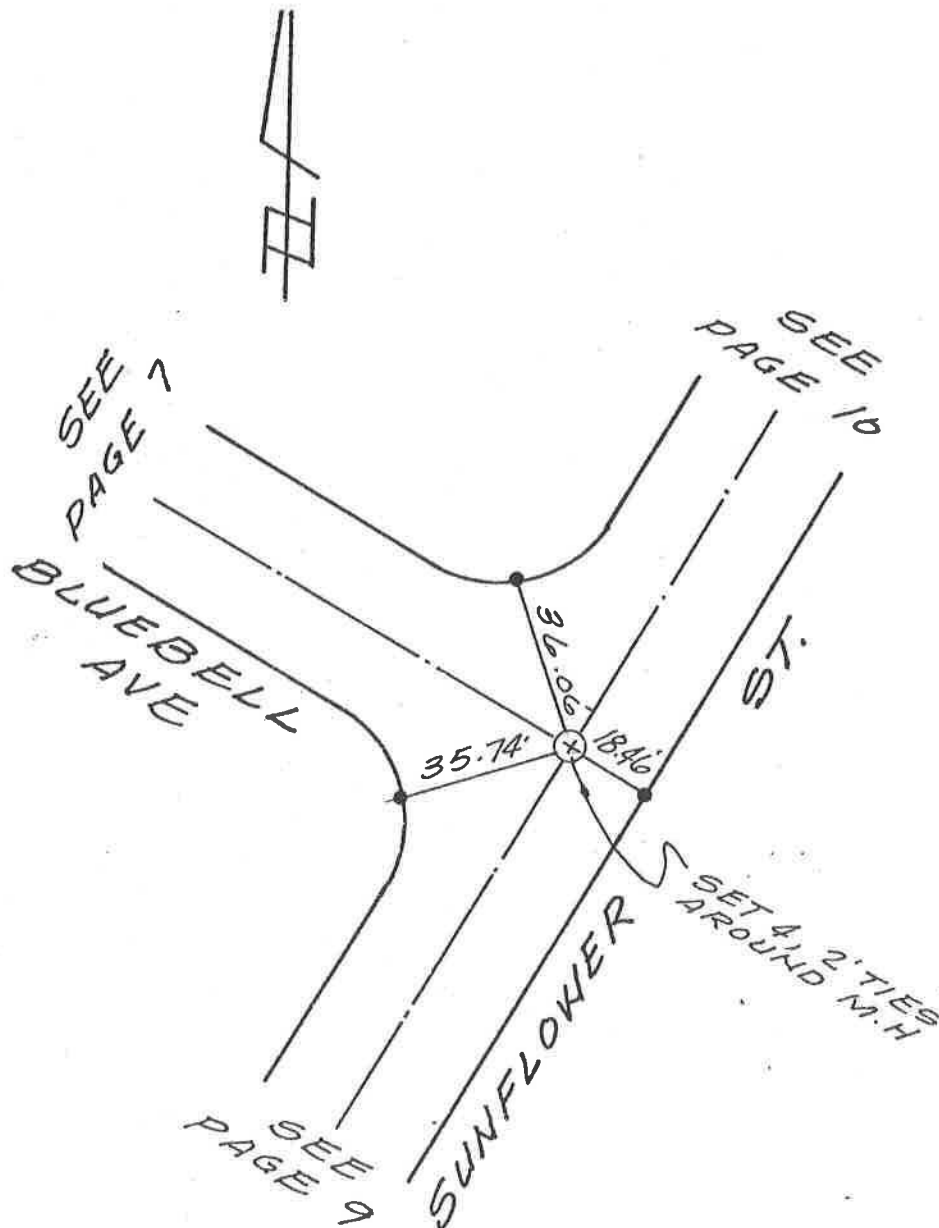 SEE
PAGE 10
SEE
PAGE 7
BLUEBELL
AVE
36.06
ST.
35.74'
18.46'
SET 4, 2' TIES
AROUND M.H
SUNFLOWER
SEE
PAGE 9